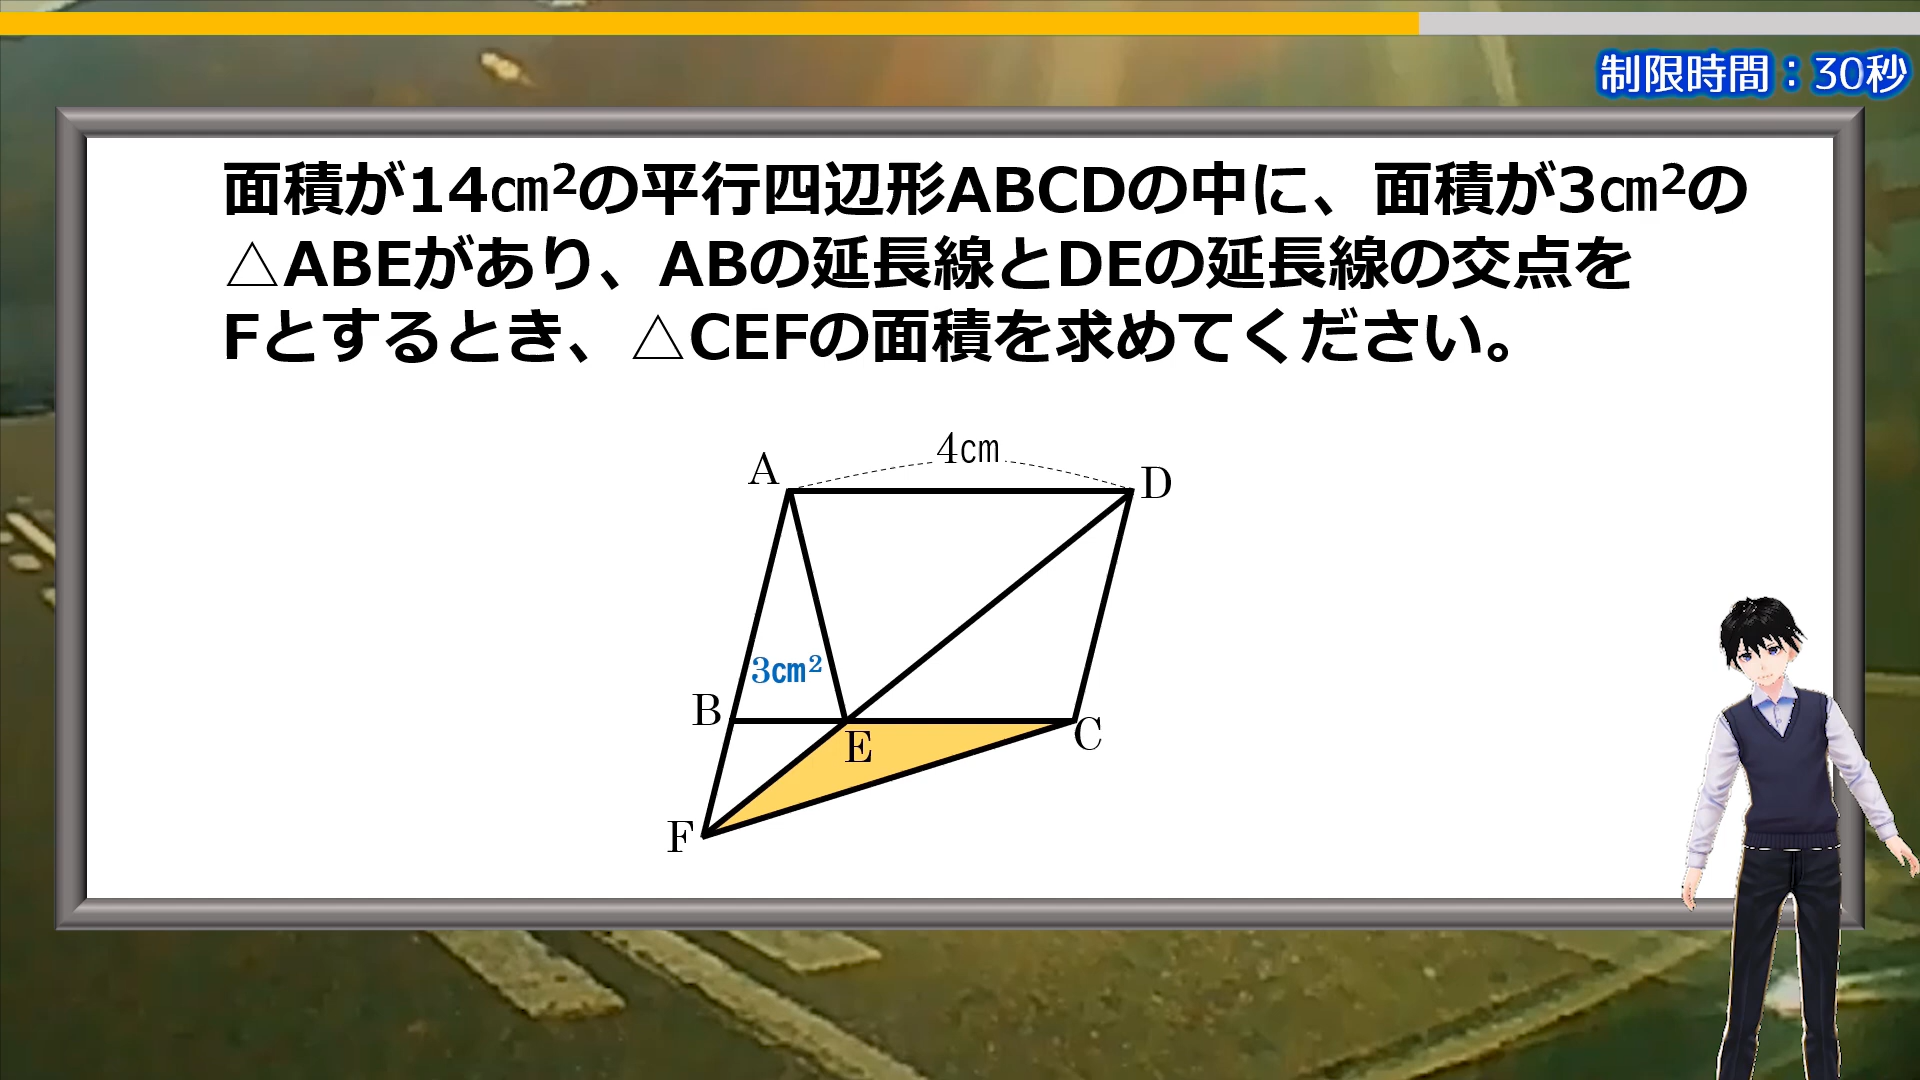 制限時間：30秒
面積が14㎝²の平行四辺形ABCDの中に、面積が3㎝²の
△ABEがあり、ABの延長線とDEの延長線の交点を
Fとするとき、△CEFの面積を求めてください。
4㎝
A
D
3㎝²
B
E
C
F